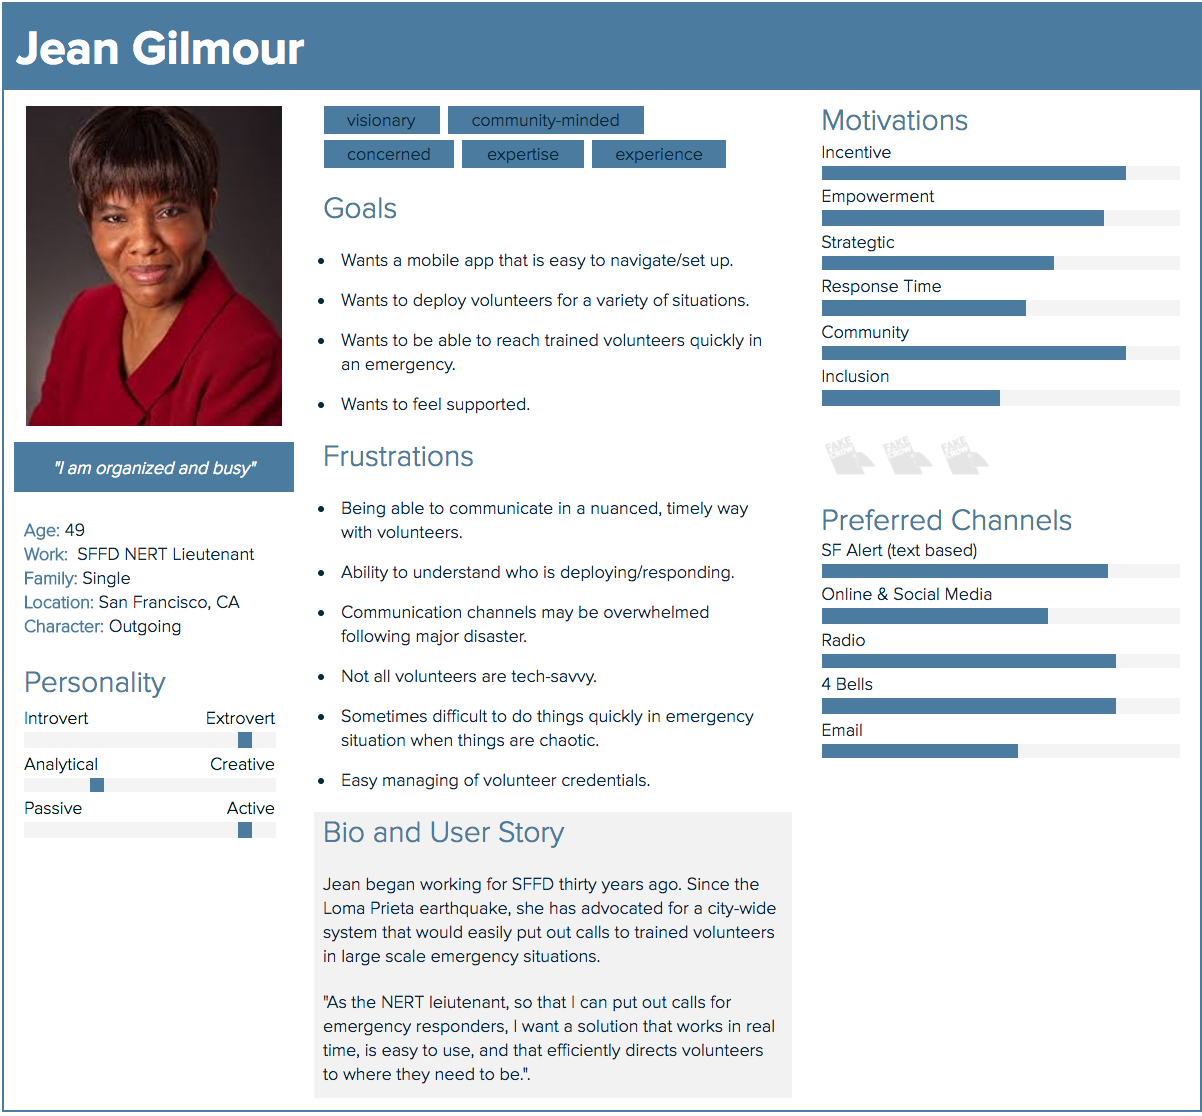 Jean Gilmour
"I am organized and busy"
Age: 49
Work: SFFD NERT Lieutenant
Family: Single
Location: San Francisco, CA
Character: Outgoing
Personality
Introvert Extrovert
Analytical Creative
Passive Active
visionary community-minded
concerned expertise experience
Goals
• Wants a mobile app that is easy to navigate/set up.
• Wants to deploy volunteers for a variety of situations.
• Wants to be able to reach trained volunteers quickly in
an emergency.
• Wants to feel supported.
Frustrations
• Being able to communicate in a nuanced, timely way
with volunteers.
• Ability to understand who is deploying/responding.
• Communication channels may be overwhelmed
following major disaster.
• Not all volunteers are tech-savvy.
• Sometimes difficult to do things quickly in emergency
situation when things are chaotic.
• Easy managing of volunteer credentials.
Bio and User Story
Jean began working for SFFD thirty years ago. Since the
Loma Prieta earthquake, she has advocated for a city-wide
system that would easily put out calls to trained volunteers
in large scale emergency situations.
"As the NERT leiutenant, so that I can put out calls for
emergency responders, I want a solution that works in real
time, is easy to use, and that efficiently directs volunteers
to where they need to be.".
Motivations
Incentive
Empowerment
Strategtic
Response Time
Community
Inclusion
FAKE CROW FAKE CROW FAKE CROW
Preferred Channels
SF Alert (text based)
Online & Social Media
Radio
4 Bells
Email